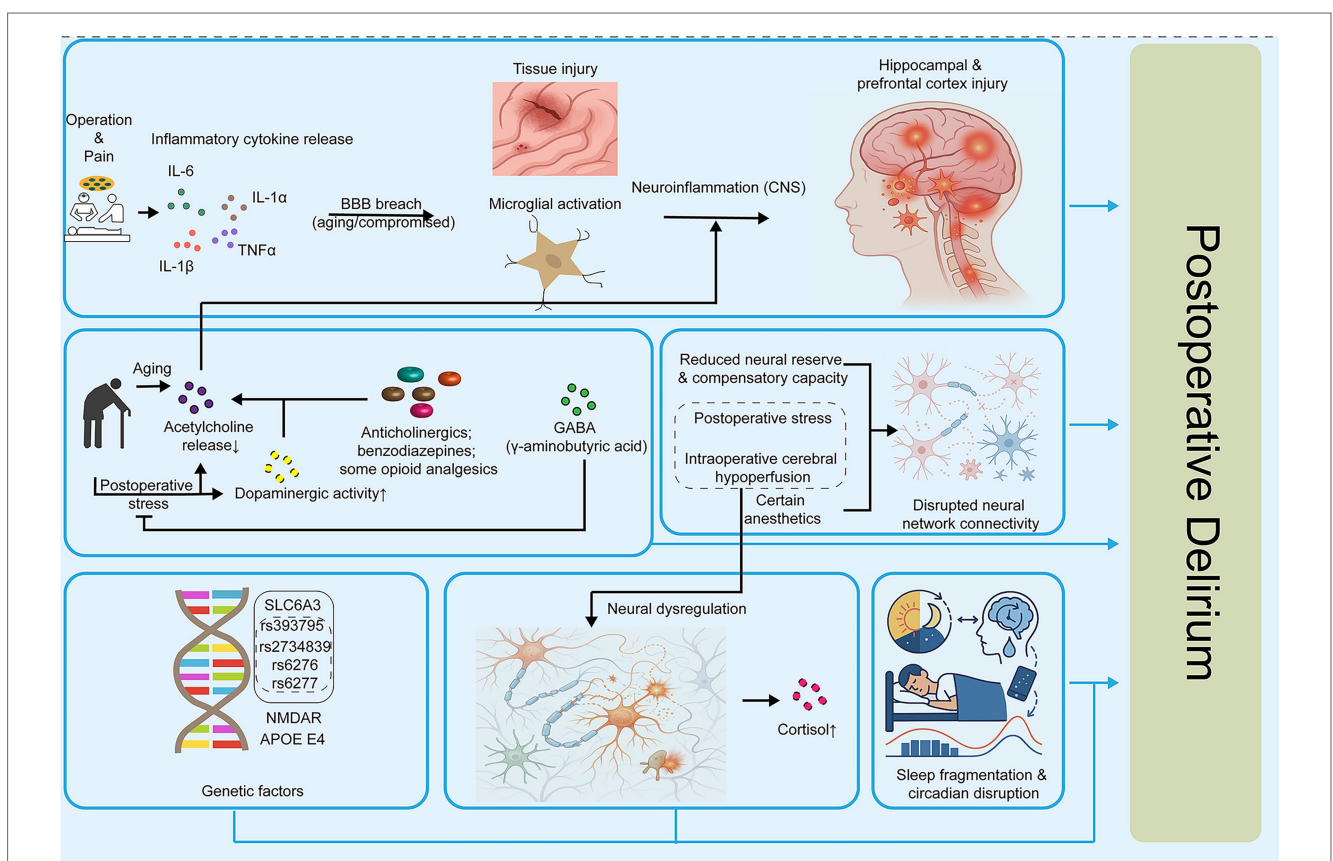 Operation
&
Pain
Inflammatory cytokine release
IL-6
IL-1α
IL-1β
TNFα
BBB breach
(aging/compromised)
Tissue injury
Microglial activation
Neuroinflammation (CNS)
Hippocampal &
prefrontal cortex injury
Aging
Acetylcholine
release↓
Postoperative
stress
Dopaminergic activity↑
Anticholinergics;
benzodiazepines;
some opioid analgesics
GABA
(γ-aminobutyric acid)
Reduced neural reserve
& compensatory capacity
Postoperative stress
Intraoperative cerebral
hypoperfusion
Certain
anesthetics
Disrupted neural
network connectivity
SLC6A3
rs393795
rs2734839
rs6276
rs6277
NMDAR
APOE E4
Genetic factors
Neural dysregulation
Cortisol↑
Sleep fragmentation &
circadian disruption
Postoperative Delirium